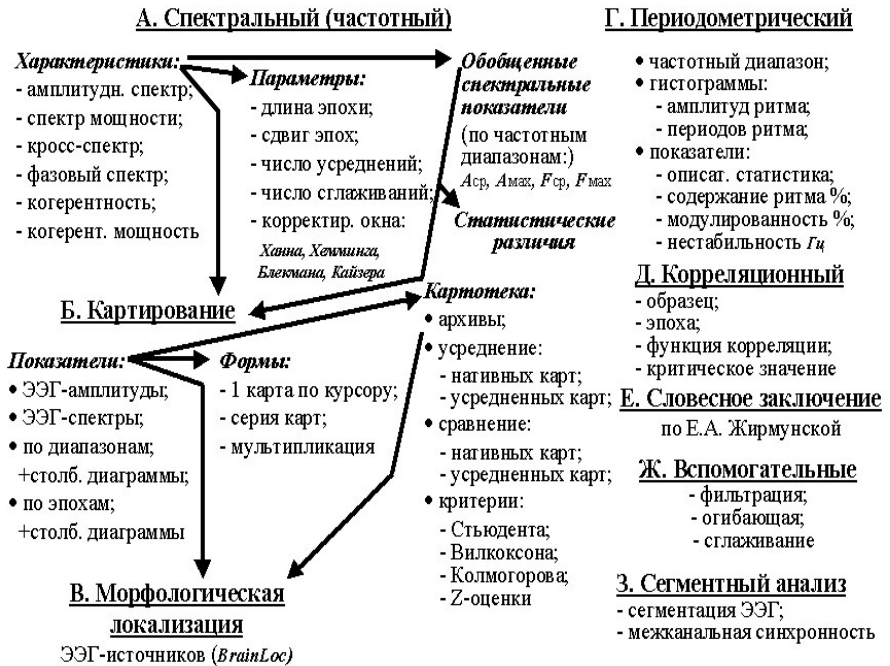 А. Спектральный (частотный)
Характеристики:
- амплитудн. спектр;
- спектр мощности;
- кросс-спектр;
- фазовый спектр;
- когерентность;
- когерент. мощность
Параметры:
- длина эпохи;
- сдвиг эпох;
- число усреднений;
- число сглаживаний;
- корректир. окна:
Ханна, Хемминга,
Блекмана, Кайзера
Обобщенные
спектральные
показатели
(по частотным
диапазонам:)
Аср, Амах, Fср, Fмах
Статистические
различия
Б. Картирование
Показатели:
• ЭЭГ-амплитуды;
• ЭЭГ-спектры;
• по диапазонам;
+столб. диаграммы;
• по эпохам;
+столб. диаграммы
Формы:
- 1 карта по курсору;
- серия карт;
- мультипликация
Картотека:
• архивы;
• усреднение:
- нативных карт;
- усредненных карт;
• сравнение:
- нативных карт;
- усредненных карт;
• критерии:
- Стьюдента;
- Вилкоксона;
- Колмогорова;
- Z-оценки
В. Морфологическая
локализация
ЭЭГ-источников (BrainLoc)
Г. Периодометрический
• частотный диапазон;
• гистограммы:
- амплитуд ритма;
- периодов ритма;
• показатели:
- описат. статистика;
- содержание ритма %;
- модулированность %;
- нестабильность Гц
Д. Корреляционный
- образец;
- эпоха;
- функция корреляции;
- критическое значение
Е. Словесное заключение
по Е.А. Жирмунской
Ж. Вспомогательные
- фильтрация;
- огибающая;
- сглаживание
З. Сегментный анализ
- сегментация ЭЭГ;
- межканальная синхронность